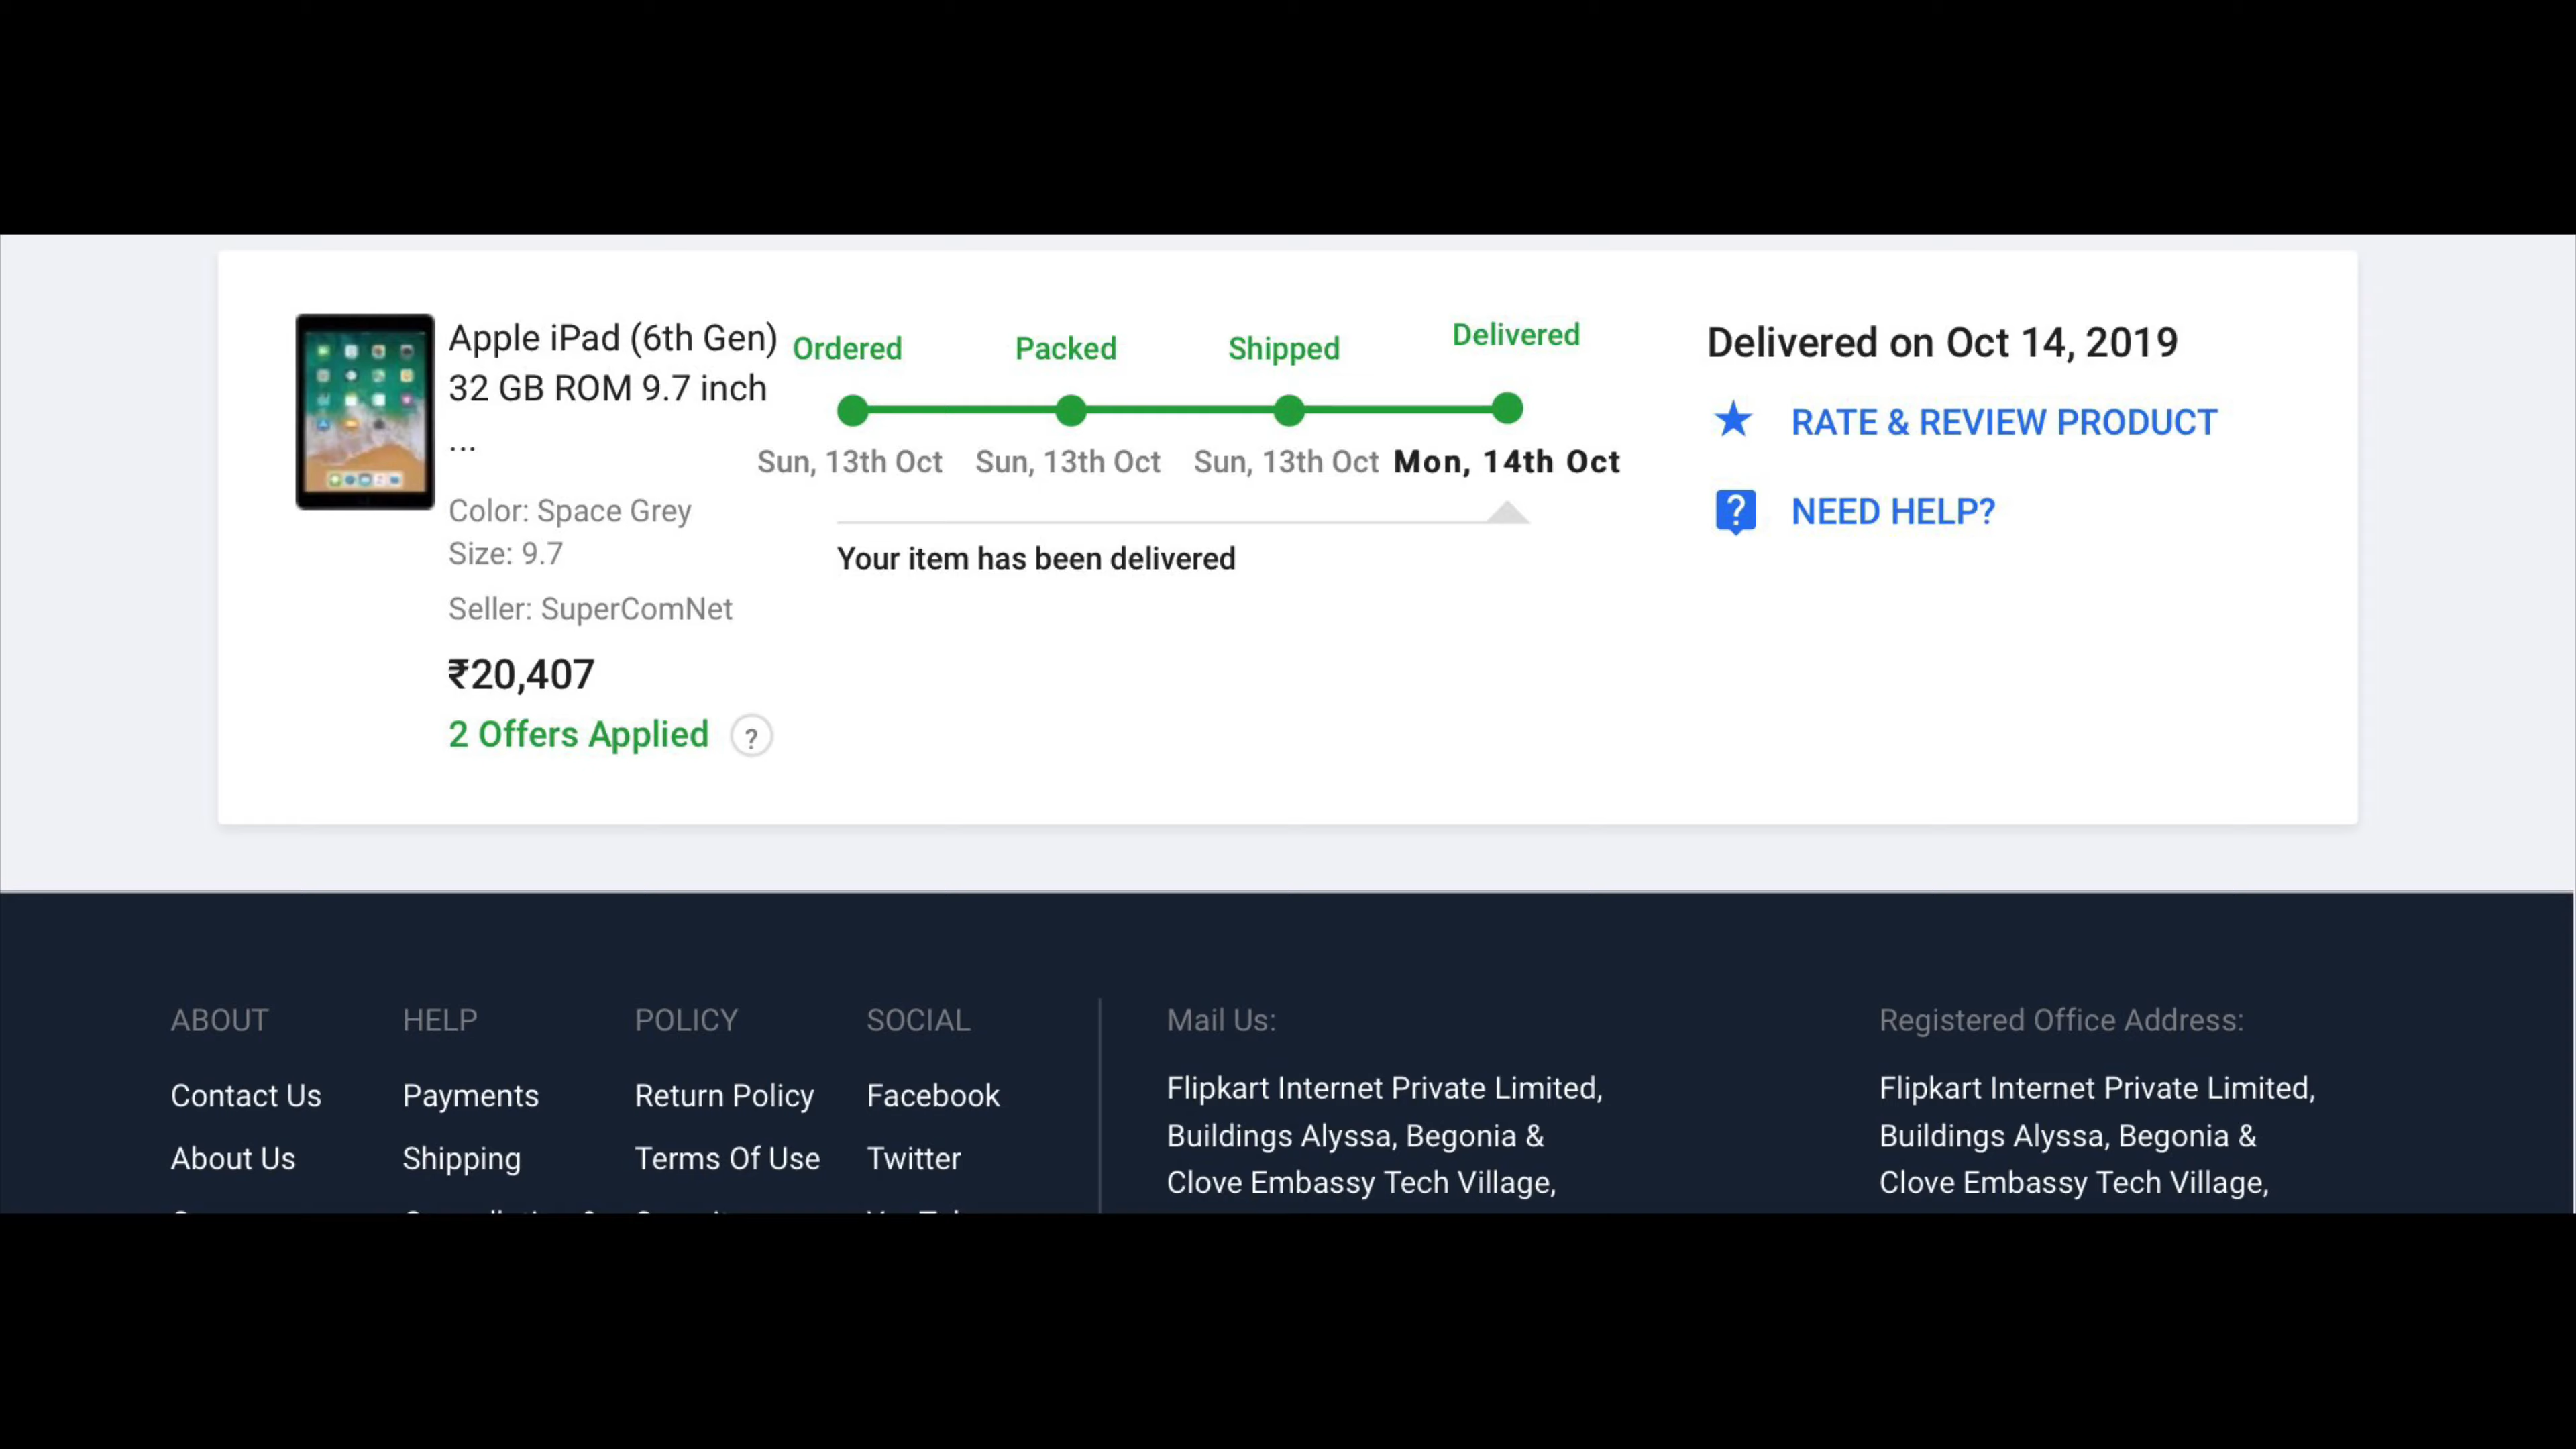 Apple iPad (6th Gen)
32 GB ROM 9.7 inch
...
Color: Space Grey
Size: 9.7
Seller: SuperComNet
₹20,407
2 Offers Applied ?
Ordered Packed Shipped Delivered
Sun, 13th Oct Sun, 13th Oct Sun, 13th Oct Mon, 14th Oct
Your item has been delivered
Delivered on Oct 14, 2019
★ RATE & REVIEW PRODUCT
? NEED HELP?
ABOUT
Contact Us
About Us
HELP
Payments
Shipping
POLICY
Return Policy
Terms Of Use
SOCIAL
Facebook
Twitter
Mail Us:
Flipkart Internet Private Limited,
Buildings Alyssa, Begonia &
Clove Embassy Tech Village,
Registered Office Address:
Flipkart Internet Private Limited,
Buildings Alyssa, Begonia &
Clove Embassy Tech Village,